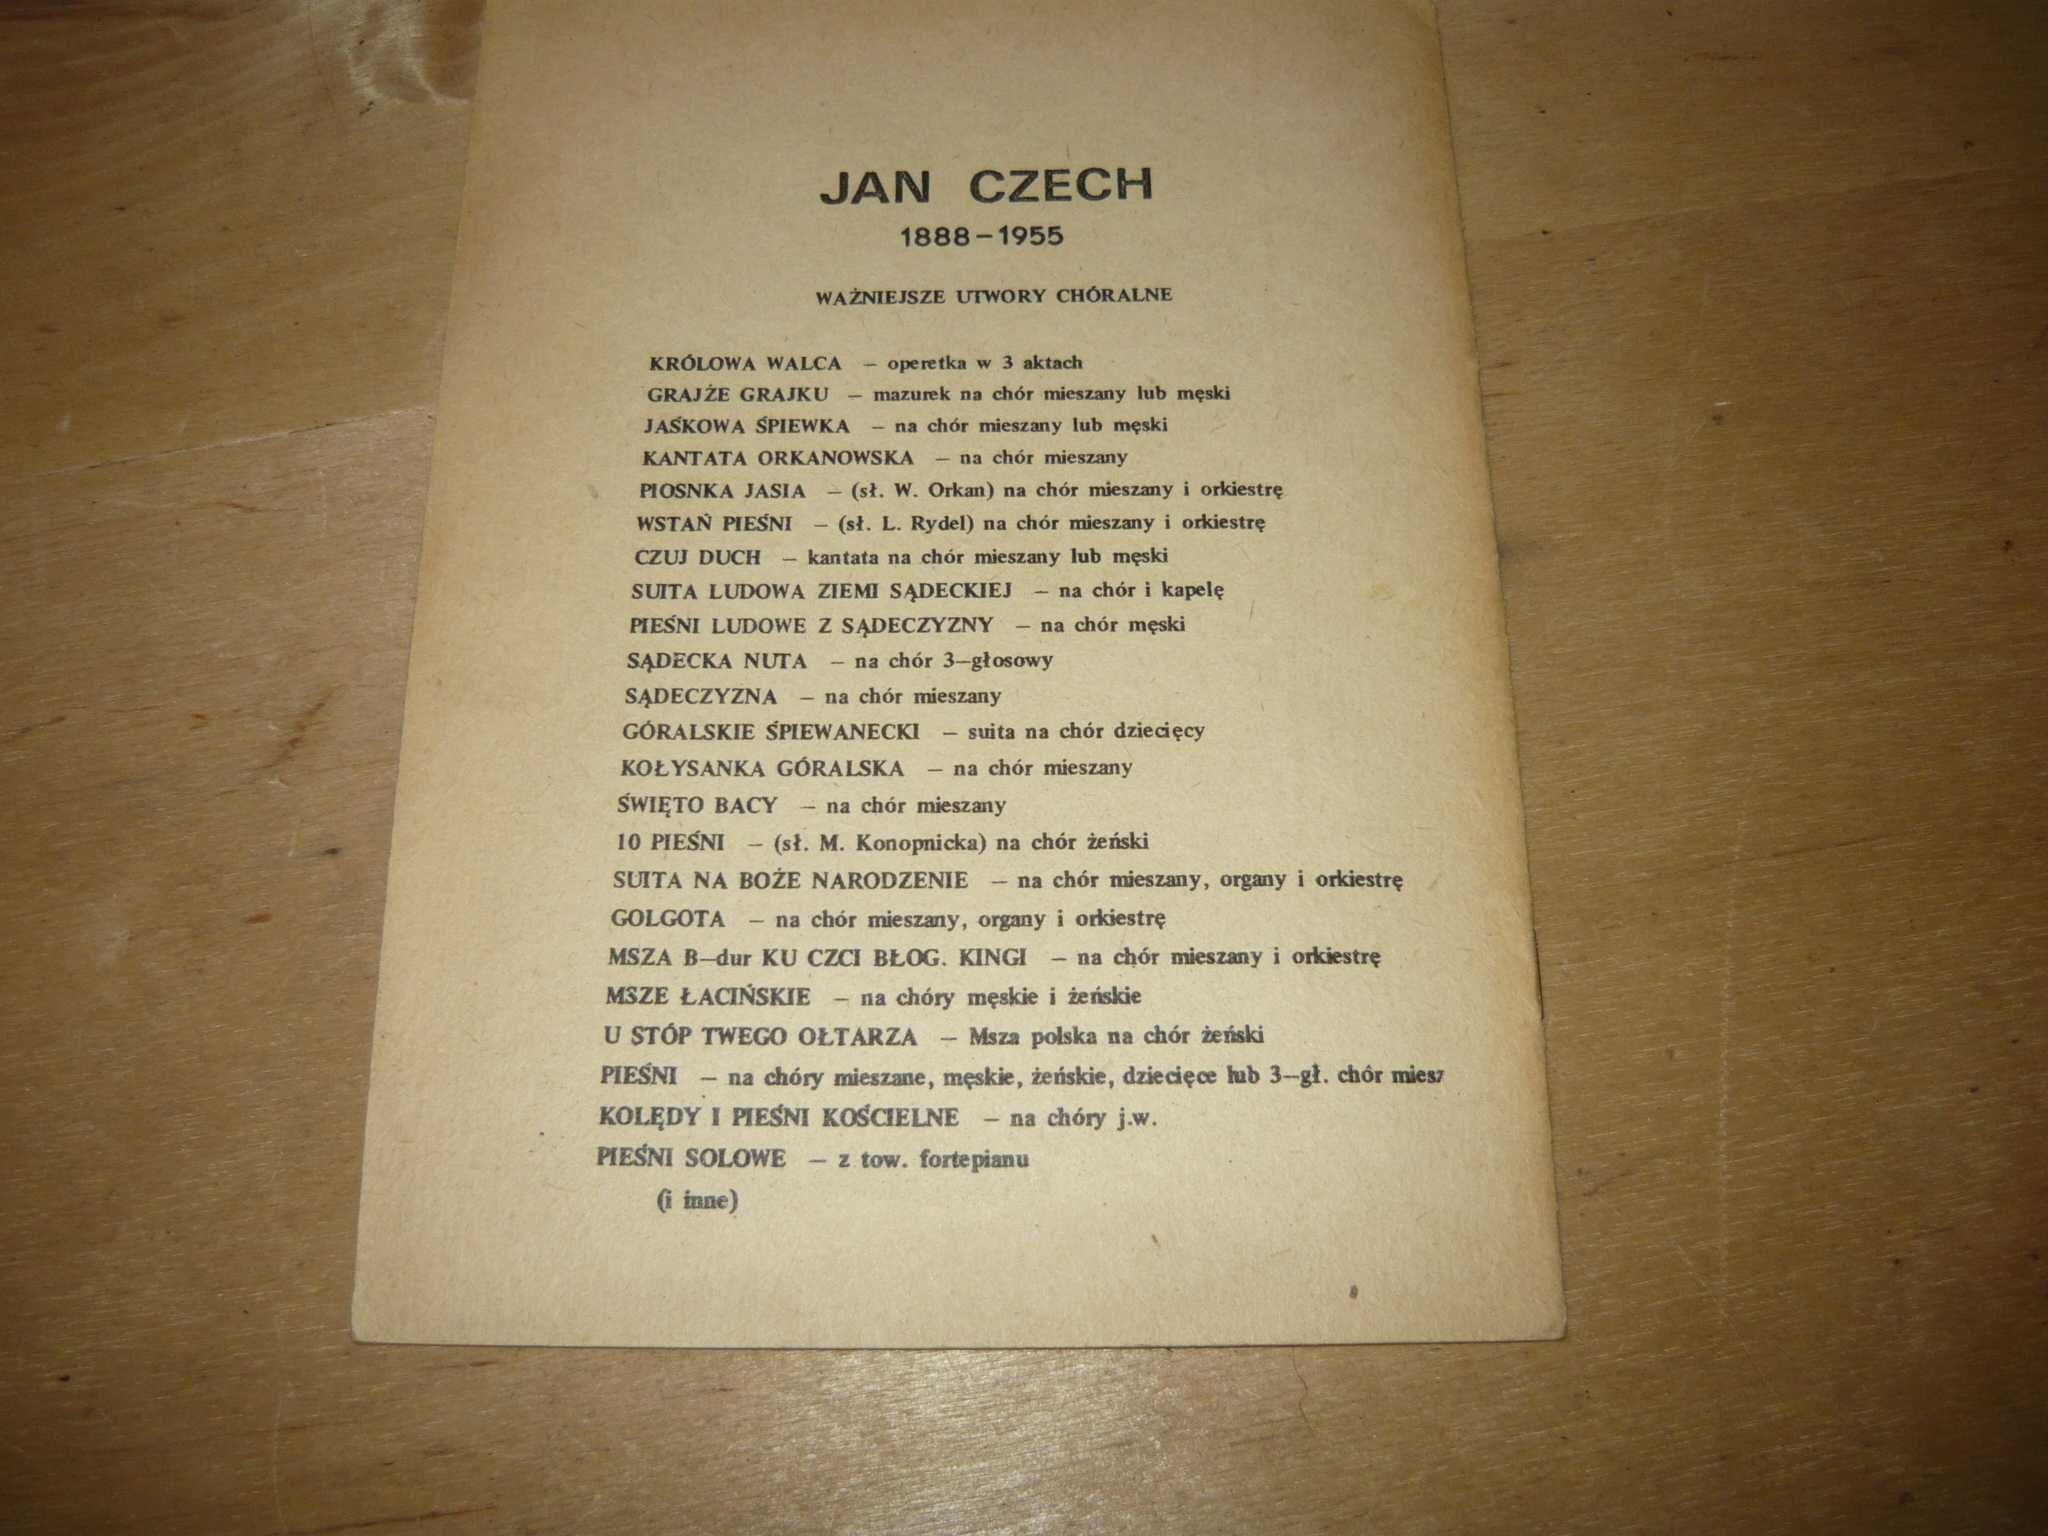 JAN CZECH
1888-1955
WAŻNIEJSZE UTWORY CHÓRALNE
KRÓLOWA WALCA – operetka w 3 aktach
GRAJŻE GRAJKU – mazurek na chór mieszany lub męski
JAŚKOWA ŚPIEWKA – na chór mieszany lub męski
KANTATA ORKANOWSKA – na chór mieszany
PIOSNKA JASIA – (sł. W. Orkan) na chór mieszany i orkiestrę
WSTAŃ PIEŚNI – (sł. L. Rydel) na chór mieszany i orkiestrę
CZUJ DUCH – kantata na chór mieszany lub męski
SUITA LUDOWA ZIEMI SĄDECKIEJ – na chór i kapelę
PIEŚNI LUDOWE Z SĄDECZYZNY – na chór męski
SĄDECKA NUTA – na chór 3–głosowy
SĄDECZYZNA – na chór mieszany
GÓRALSKIE ŚPIEWANECKI – suita na chór dziecięcy
KOŁYSANKA GÓRALSKA – na chór mieszany
ŚWIĘTO BACY – na chór mieszany
10 PIEŚNI – (sł. M. Konopnicka) na chór żeński
SUITA NA BOŻE NARODZENIE – na chór mieszany, organy i orkiestrę
GOLGOTA – na chór mieszany, organy i orkiestrę
MSZA B–dur KU CZCI BŁOG. KINGI – na chór mieszany i orkiestrę
MSZE ŁACIŃSKIE – na chóry męskie i żeńskie
U STÓP TWEGO OŁTARZA – Msza polska na chór żeński
PIEŚNI – na chóry mieszane, męskie, żeńskie, dziecięce lub 3–gł. chór miesz
KOLĘDY I PIEŚNI KOŚCIELNE – na chóry j.w.
PIEŚNI SOLOWE – z tow. fortepianu
(i inne)